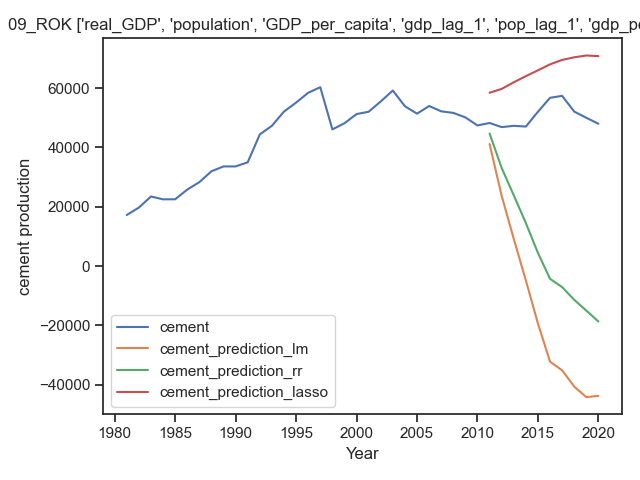 09_ROK ['real_GDP', 'population', 'GDP_per_capita', 'gdp_lag_1', 'pop_lag_1', 'gdp_pe
cement production
60000
40000
20000
0
−20000
−40000
cement
cement_prediction_lm
cement_prediction_rr
cement_prediction_lasso
1980 1985 1990 1995 2000 2005 2010 2015 2020
Year